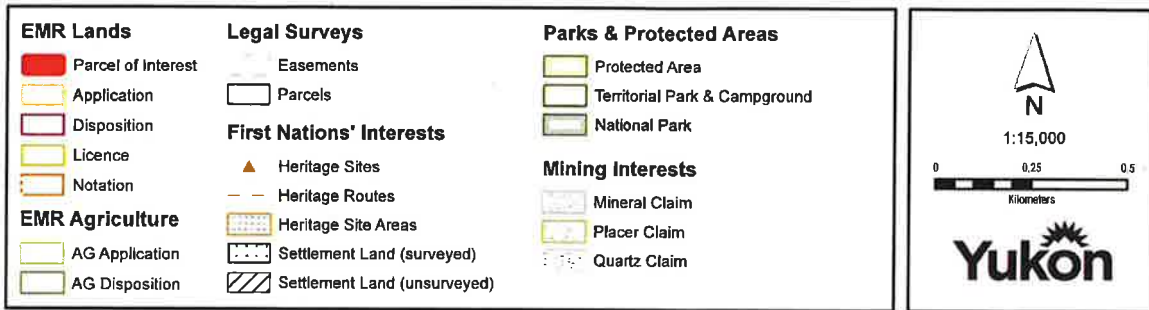 EMR Lands
Parcel of Interest
Application
Disposition
Licence
Notation
EMR Agriculture
AG Application
AG Disposition
Legal Surveys
Easements
Parcels
First Nations' Interests
Heritage Sites
Heritage Routes
Heritage Site Areas
Settlement Land (surveyed)
Settlement Land (unsurveyed)
Parks & Protected Areas
Protected Area
Territorial Park & Campground
National Park
Mining Interests
Mineral Claim
Placer Claim
Quartz Claim
N
1:15,000
0 0.25 0.5
Kilometers
Yukon